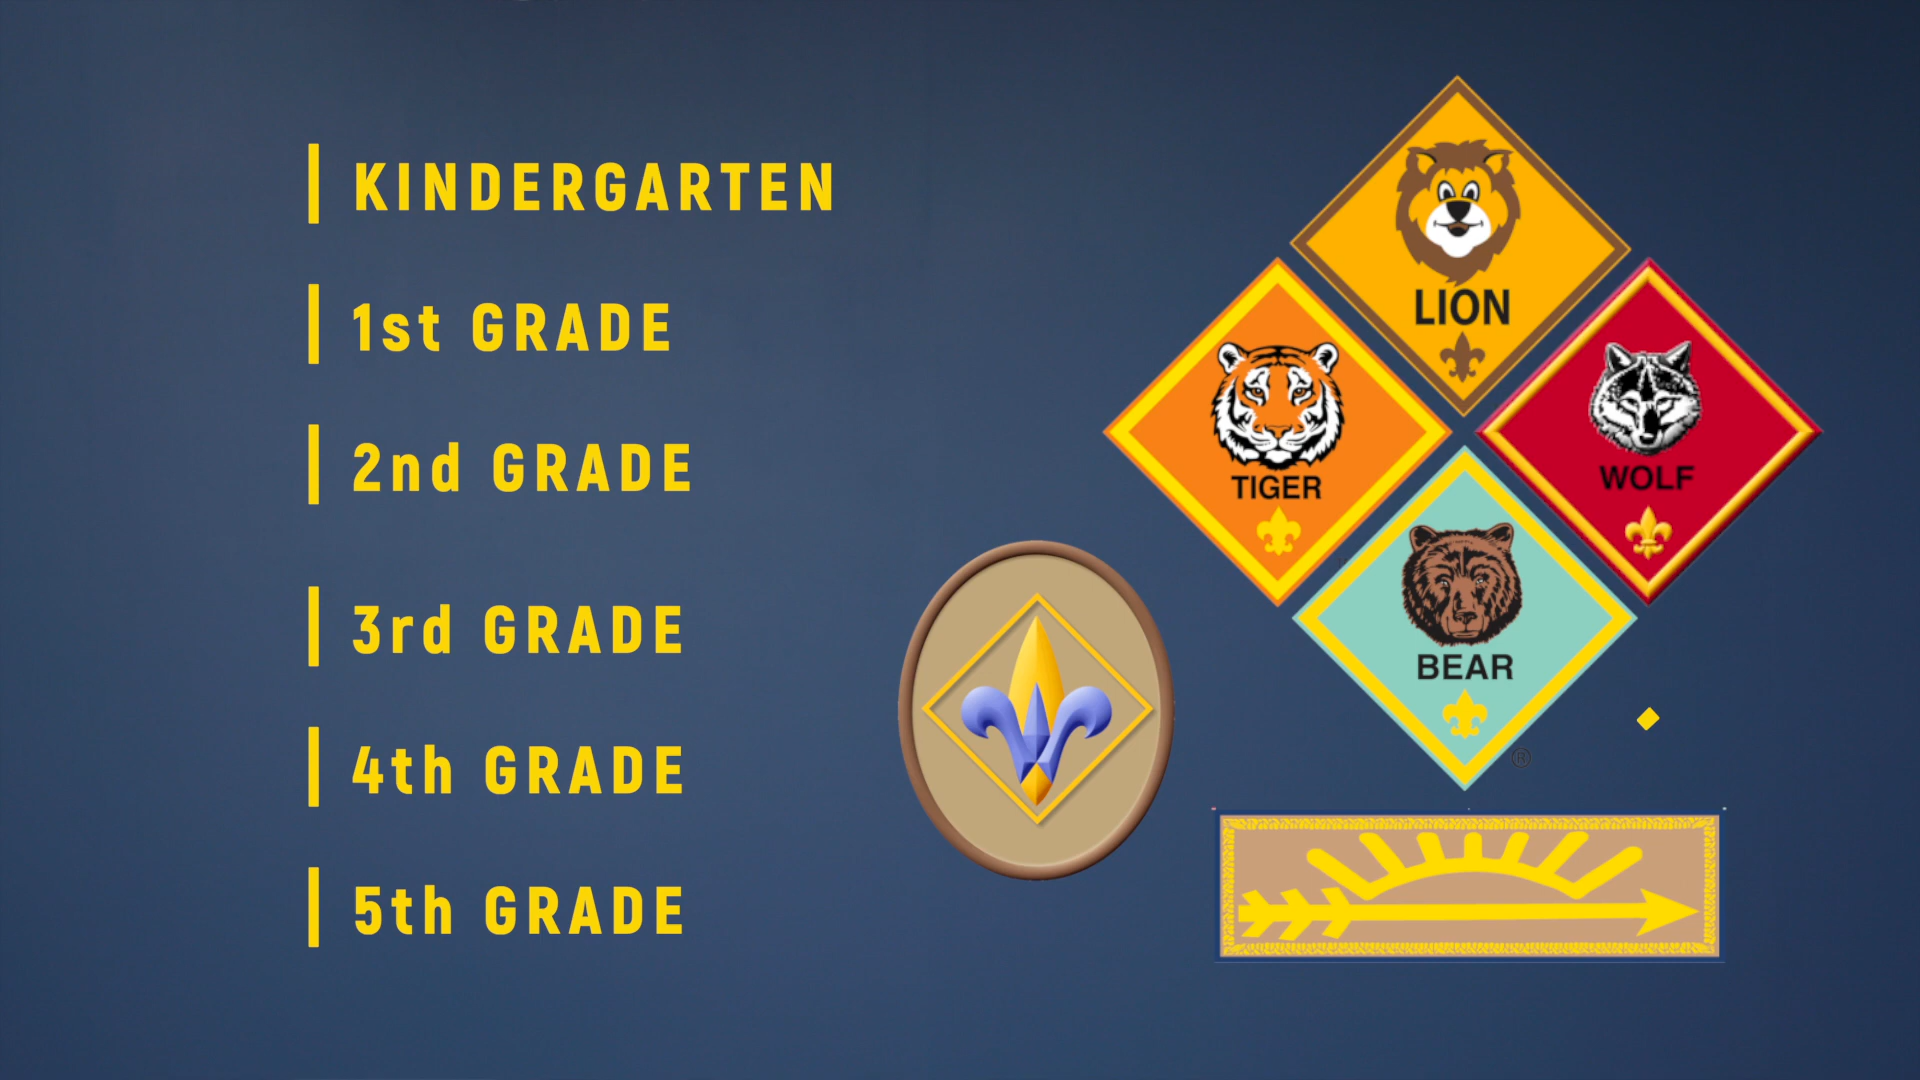 KINDERGARTEN
1st GRADE
2nd GRADE
3rd GRADE
4th GRADE
5th GRADE
LION
TIGER
WOLF
BEAR
®